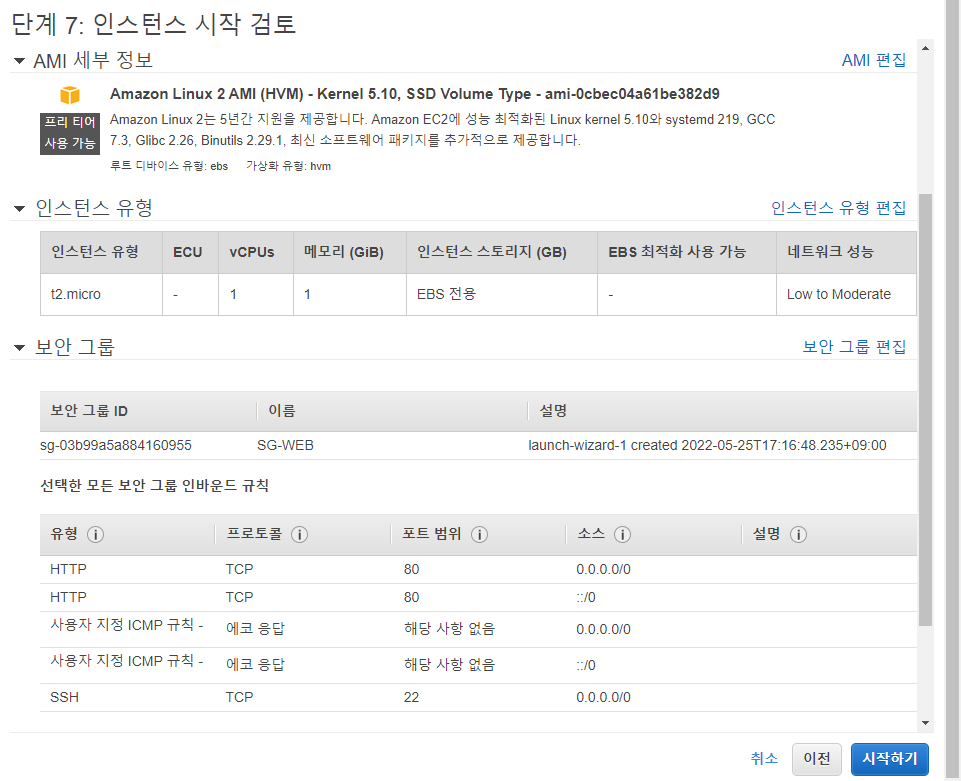 단계 7: 인스턴스 시작 검토
AMI 세부 정보
AMI 편집
Amazon Linux 2 AMI (HVM) - Kernel 5.10, SSD Volume Type - ami-0cbec04a61be382d9
프리 티어
사용 가능
Amazon Linux 2는 5년간 지원을 제공합니다. Amazon EC2에 성능 최적화된 Linux kernel 5.10와 systemd 219, GCC
7.3, Glibc 2.26, Binutils 2.29.1, 최신 소프트웨어 패키지를 추가적으로 제공합니다.
루트 디바이스 유형: ebs 가상화 유형: hvm
인스턴스 유형
인스턴스 유형 편집
인스턴스 유형 ECU vCPUs 메모리 (GiB) 인스턴스 스토리지 (GB) EBS 최적화 사용 가능 네트워크 성능
t2.micro - 1 1 EBS 전용 - Low to Moderate
보안 그룹
보안 그룹 편집
보안 그룹 ID 이름 설명
sg-03b99a5a884160955 SG-WEB launch-wizard-1 created 2022-05-25T17:16:48.235+09:00
선택한 모든 보안 그룹 인바운드 규칙
유형 i 프로토콜 i 포트 범위 i 소스 i 설명 i
HTTP TCP 80 0.0.0.0/0
HTTP TCP 80 ::/0
사용자 지정 ICMP 규칙 - 에코 응답 해당 사항 없음 0.0.0.0/0
사용자 지정 ICMP 규칙 - 에코 응답 해당 사항 없음 ::/0
SSH TCP 22 0.0.0.0/0
취소 이전 시작하기